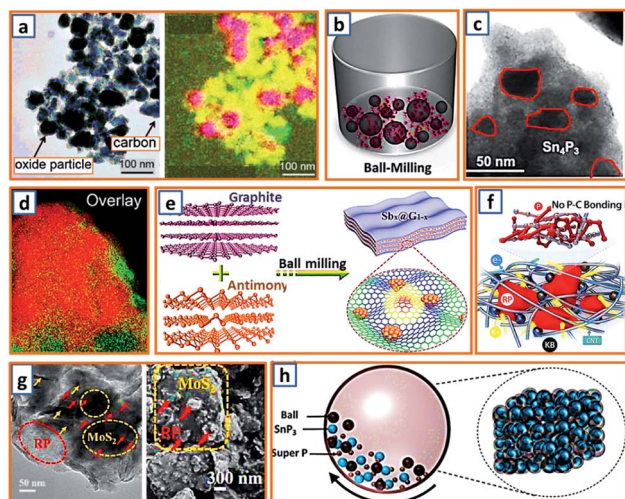 a
oxide particle
carbon
100 nm
100 nm
b
Ball-Milling
c
Sn₄P₃
50 nm
d
Overlay
e
Graphite
Antimony
Ball milling
Sbₓ@G₁₋ₓ
f
No P-C Bonding
P
e⁻
RP
KB
CNT
g
RP
MoS₂
50 nm
MoS₂
RP
300 nm
h
Ball
SnP₃
Super P